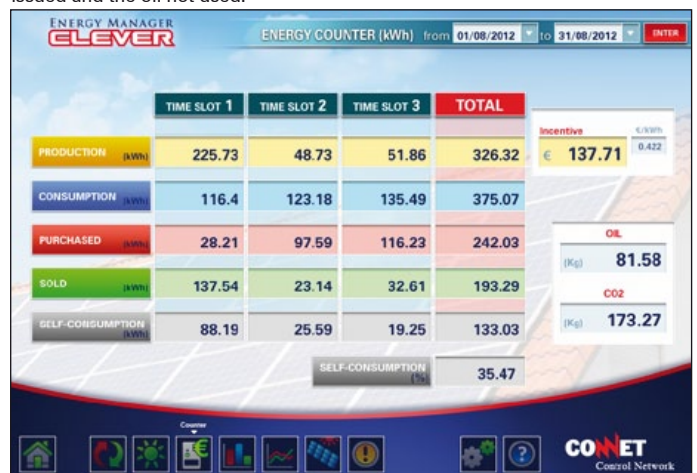 issued and the oil not used.
ENERGY MANAGER
CLEVER
ENERGY COUNTER (kWh) from 01/08/2012 to 31/08/2012 ENTER
TIME SLOT 1 TIME SLOT 2 TIME SLOT 3 TOTAL
Incentive €/kWh
PRODUCTION (kWh) 225.73 48.73 51.86 326.32 € 137.71 0.422
CONSUMPTION (kWh) 116.4 123.18 135.49 375.07
PURCHASED (kWh) 28.21 97.59 116.23 242.03
OIL
(Kg) 81.58
SOLD (kWh) 137.54 23.14 32.61 193.29
CO2
SELF-CONSUMPTION (kWh) 88.19 25.59 19.25 133.03 (Kg) 173.27
SELF-CONSUMPTION (%) 35.47
Counter
CONNET
Control Network